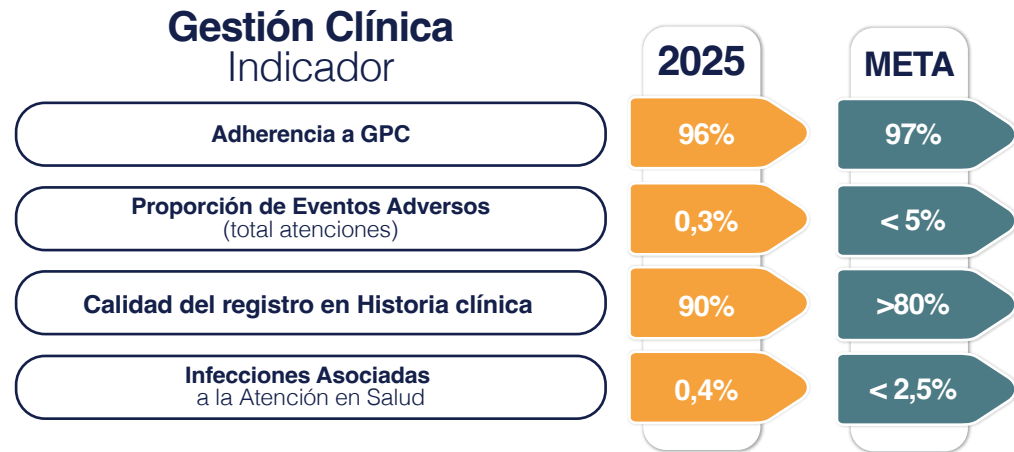 Gestión Clínica
Indicador
2025
META
Adherencia a GPC
96%
97%
Proporción de Eventos Adversos
(total atenciones)
0,3%
< 5%
Calidad del registro en Historia clínica
90%
>80%
Infecciones Asociadas
a la Atención en Salud
0,4%
< 2,5%